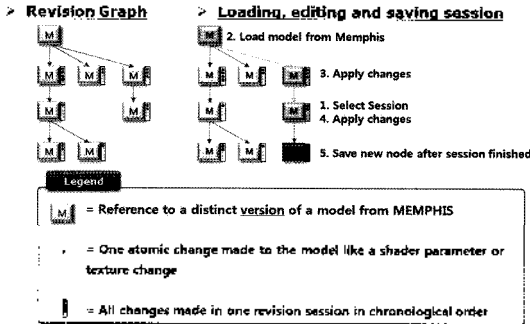 > Revision Graph
> Loading, editing and saving session
M
2. Load model from Memphis
M
M M M
M M M
3. Apply changes
M M
M M
1. Select Session
4. Apply changes
M M
M M
5. Save new node after session finished
Legend
M = Reference to a distinct version of a model from MEMPHIS
= One atomic change made to the model like a shader parameter or
texture change
= All changes made in one revision session in chronological order